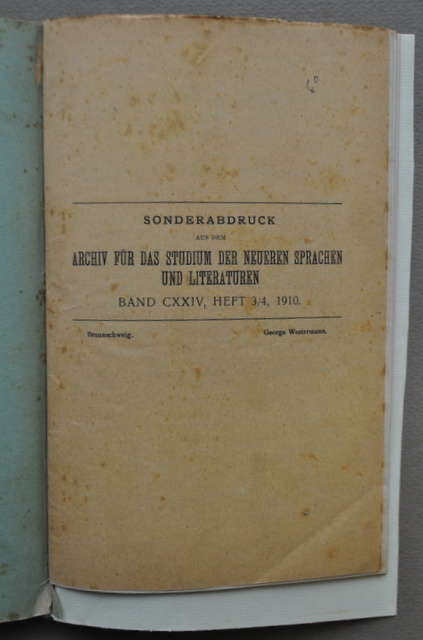 SONDERABDRUCK
AUS DEM
ARCHIV FÜR DAS STUDIUM DER NEUEREN SPRACHEN
UND LITERATUREN
BAND CXXIV, HEFT 3/4, 1910.
Braunschweig. George Westermann.